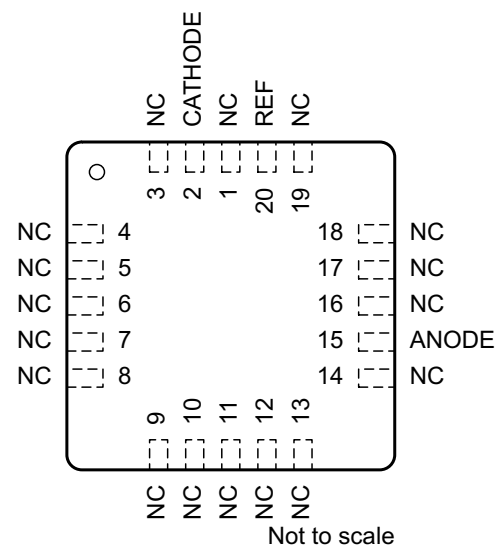 NC CATHODE NC REF NC
3 2 1 20 19
NC 4 18 NC
NC 5 17 NC
NC 6 16 NC
NC 7 15 ANODE
NC 8 14 NC
9 10 11 12 13
NC NC NC NC NC
Not to scale